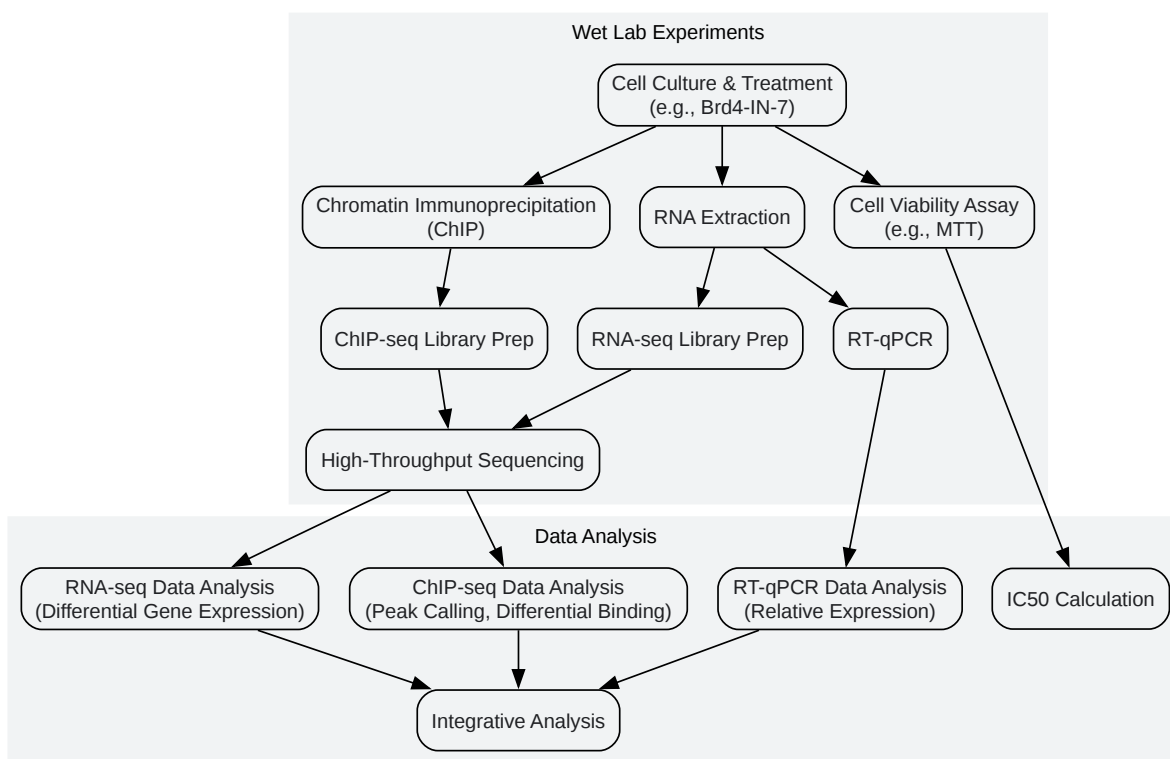 Wet Lab Experiments
Cell Culture & Treatment
(e.g., Brd4-IN-7)
Chromatin Immunoprecipitation
(ChIP)
RNA Extraction
Cell Viability Assay
(e.g., MTT)
ChIP-seq Library Prep
RNA-seq Library Prep
RT-qPCR
High-Throughput Sequencing
Data Analysis
RNA-seq Data Analysis
(Differential Gene Expression)
ChIP-seq Data Analysis
(Peak Calling, Differential Binding)
RT-qPCR Data Analysis
(Relative Expression)
IC50 Calculation
Integrative Analysis